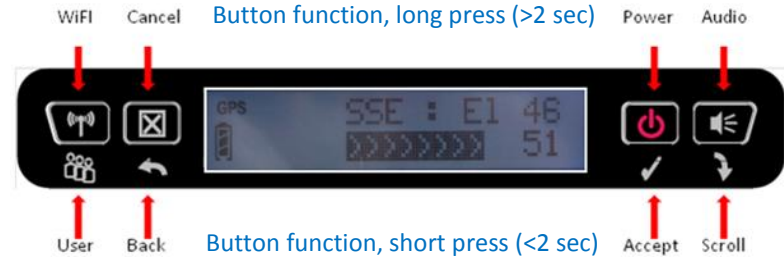 WiFI Cancel Button function, long press (>2 sec) Power Audio
GPS SSE : El 46
》》》》》》》》 51
User Back Button function, short press (<2 sec) Accept Scroll